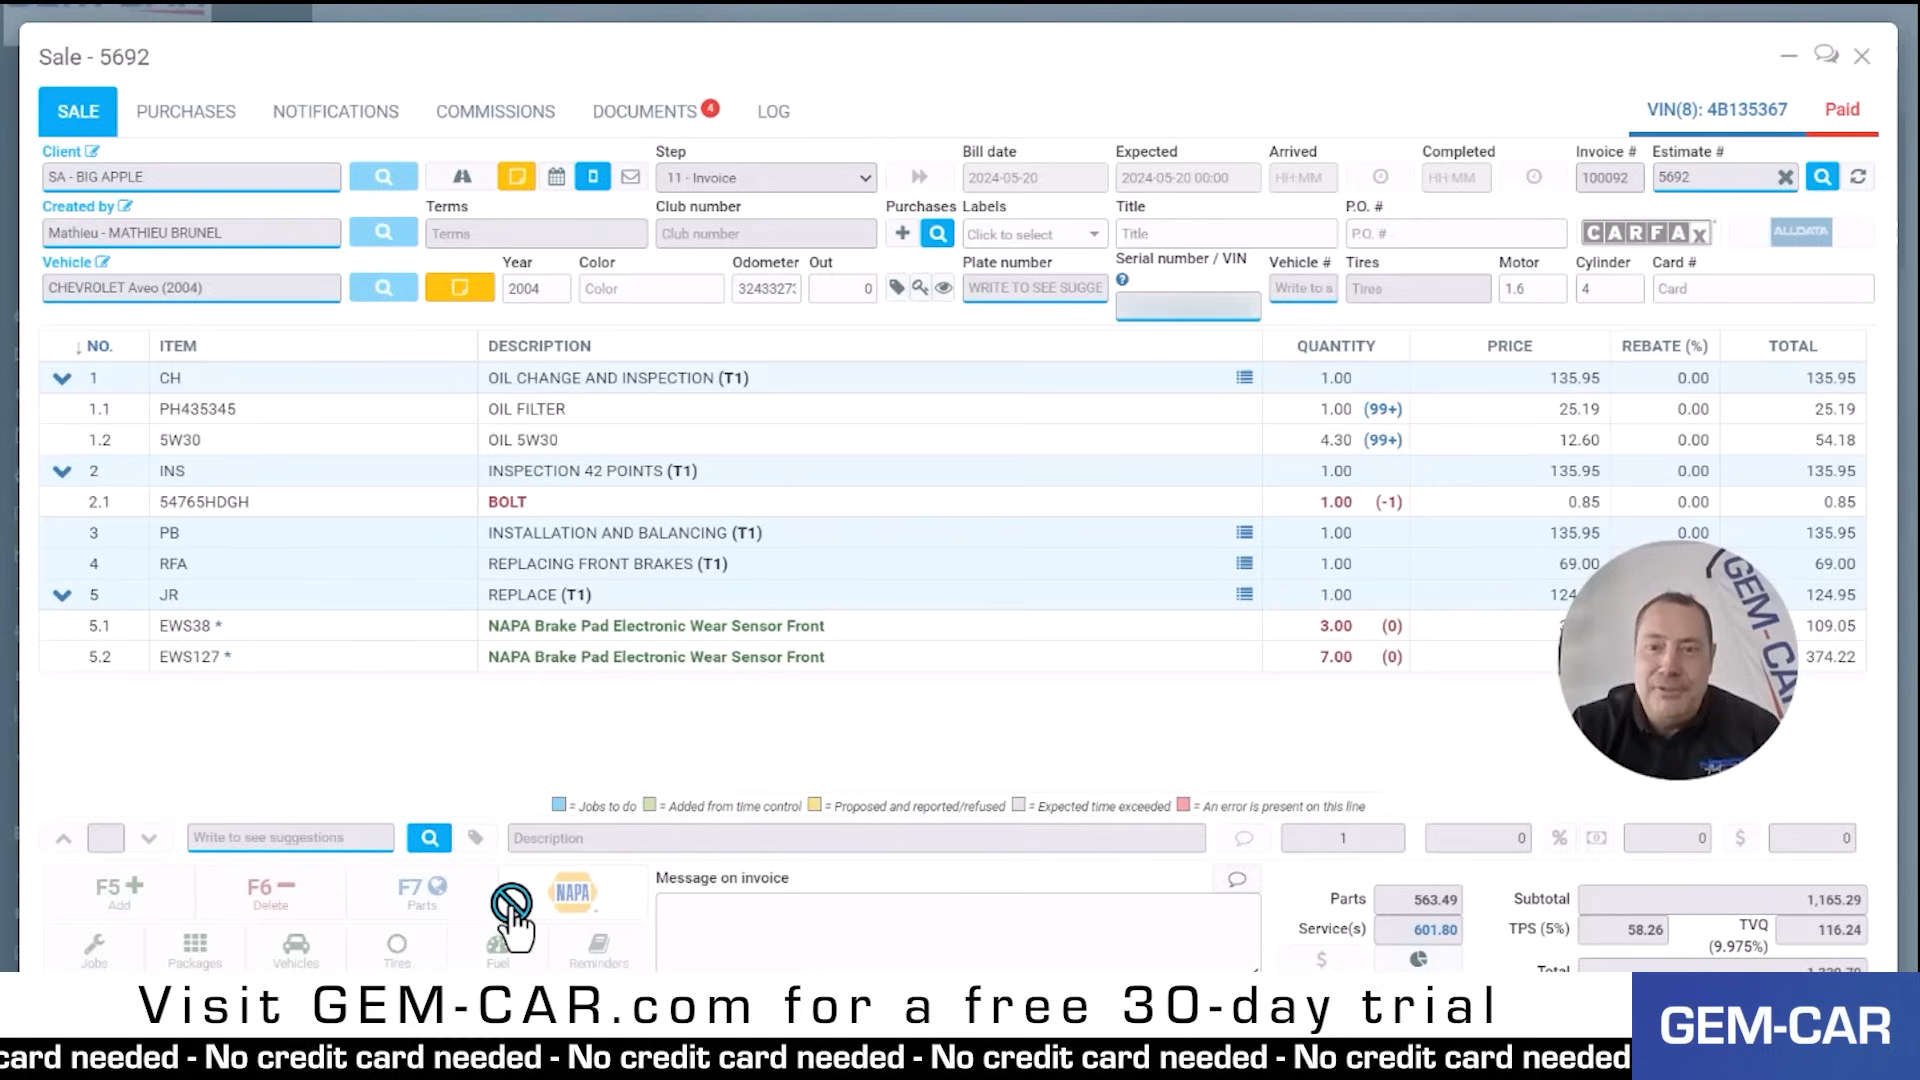 Sale - 5692
SALE PURCHASES NOTIFICATIONS COMMISSIONS DOCUMENTS 4 LOG VIN(8): 4B135367 Paid
Client Step Bill date Expected Arrived Completed Invoice # Estimate #
SA - BIG APPLE 11 - Invoice 2024-05-20 2024-05-20 00:00 HH:MM HH:MM 100092 5692
Created by Terms Club number Purchases Labels Title P.O. #
Mathieu - MATHIEU BRUNEL Terms Club number Click to select Title P.O. # CARFAX ALLDATA
Vehicle Year Color Odometer Out Plate number Serial number / VIN Vehicle # Tires Motor Cylinder Card #
CHEVROLET Aveo (2004) 2004 Color 0 WRITE TO SEE SUGGE Write to s Tires 1.6 4 Card
NO. ITEM DESCRIPTION QUANTITY PRICE REBATE (%) TOTAL
1 CH OIL CHANGE AND INSPECTION (T1) 1.00 135.95 0.00 135.95
1.1 PH435345 OIL FILTER 1.00 (99+) 25.19 0.00 25.19
1.2 5W30 OIL 5W30 4.30 (99+) 12.60 0.00 54.18
2 INS INSPECTION 42 POINTS (T1) 1.00 135.95 0.00 135.95
2.1 54765HDGH BOLT 1.00 (-1) 0.85 0.00 0.85
3 PB INSTALLATION AND BALANCING (T1) 1.00 135.95 0.00 135.95
4 RFA REPLACING FRONT BRAKES (T1) 1.00 69.00 69.00
5 JR REPLACE (T1) 1.00 124 124.95
5.1 EWS38 * NAPA Brake Pad Electronic Wear Sensor Front 3.00 (0) 109.05
5.2 EWS127 * NAPA Brake Pad Electronic Wear Sensor Front 7.00 (0) 374.22
GEM-CAR
= Jobs to do = Added from time control = Proposed and reported/refused = Expected time exceeded = An error is present on this line
Write to see suggestions Description 1 0 % 0 $ 0
F5 Add F6 Delete F7 Parts NAPA Message on invoice
Parts 563.49 Subtotal 1,165.29
Service(s) 601.80 TPS (5%) 58.26 TVQ (9.975%) 116.24
Jobs Packages Vehicles Tires Fuel Reminders $ Total
Visit GEM-CAR.com for a free 30-day trial
GEM-CAR
card needed - No credit card needed - No credit card needed - No credit card needed - No credit card needed